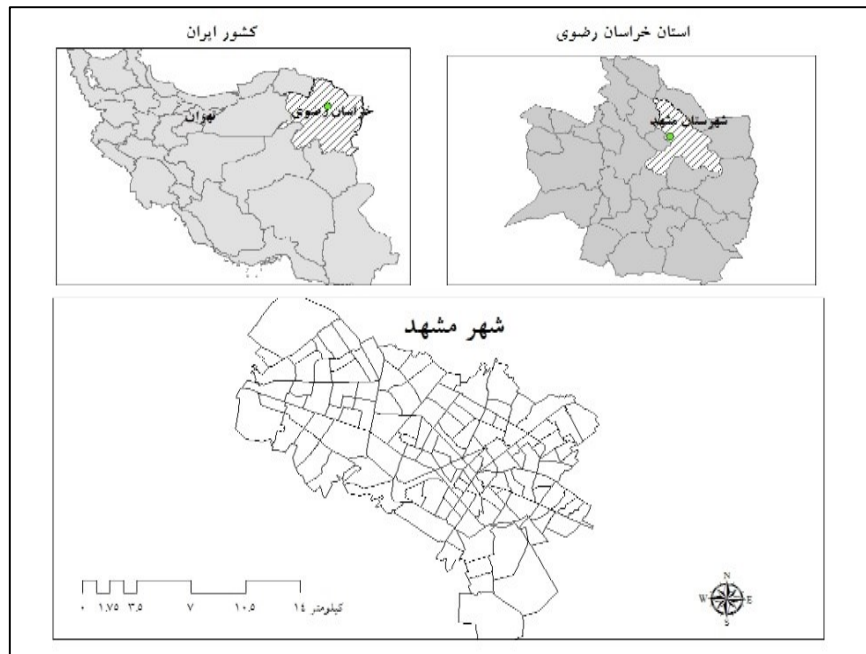 کشور ایران
استان خراسان رضوی
تهران
خراسان رضوی
شهرستان مشهد
شهر مشهد
۰ ۱,۷۵ ۳,۵ ۷ ۱۰,۵ ۱۴ کیلومتر
N
W E
S